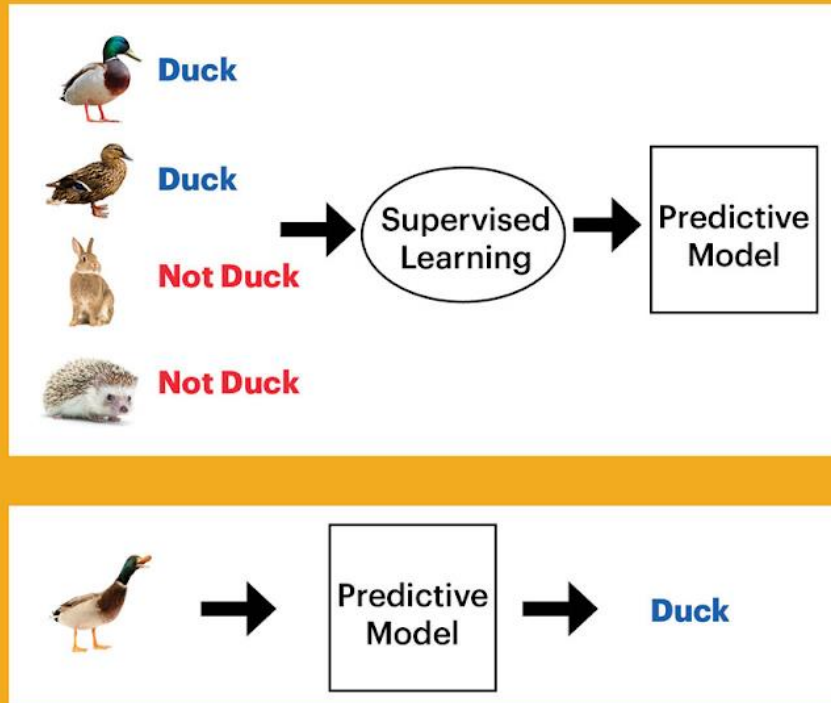 Duck
Duck
Not Duck
Not Duck
Supervised
Learning
Predictive
Model
Predictive
Model
Duck